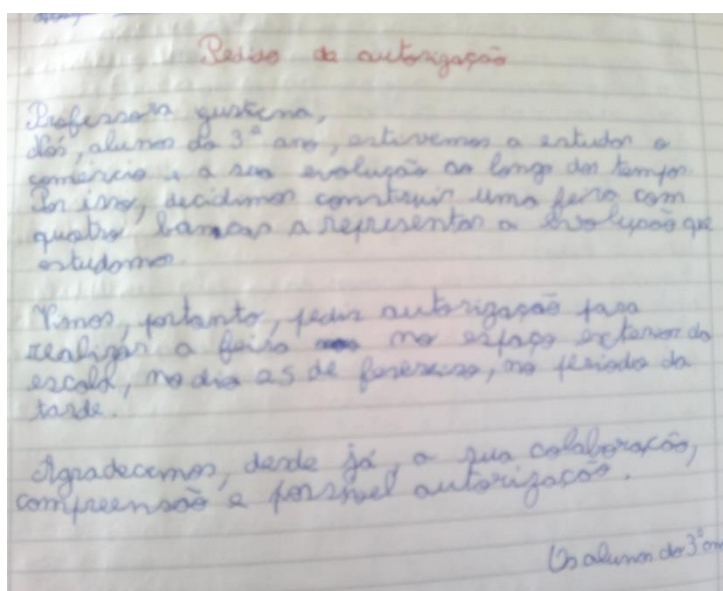 Pedido de autorização
Professora
Nós, alunos do 3º ano, estivemos a estudar o
comércio e a sua evolução ao longo dos tempos.
Por isso, decidimos construir uma feira com
quatro bancas a representar a evolução que
estudamos.
Vimos, portanto, pedir autorização para
realizar a feira no espaço exterior da
escola, no dia 25 de fevereiro, no período da
tarde.
Agradecemos, desde já, a sua colaboração,
compreensão e possível autorização.
Os alunos do 3º